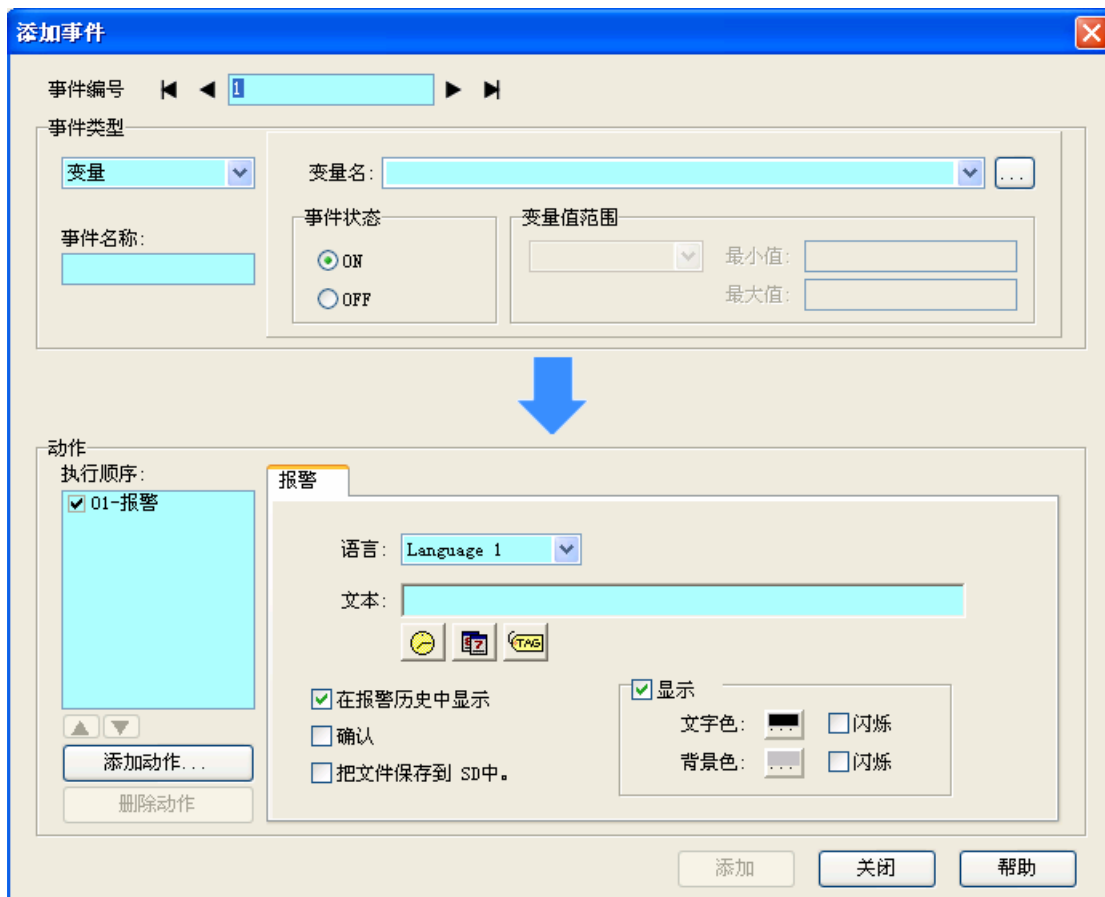 添加事件
事件编号 1
事件类型
变量 变量名: ...
事件状态 变量值范围
事件名称:
ON 最小值:
OFF 最大值:
动作
执行顺序:
报警
01-报警
语言: Language 1
文本:
TAG
在报警历史中显示
显示
文字色: ... 闪烁
确认
背景色: ... 闪烁
把文件保存到 SD中。
添加动作...
删除动作
添加 关闭 帮助